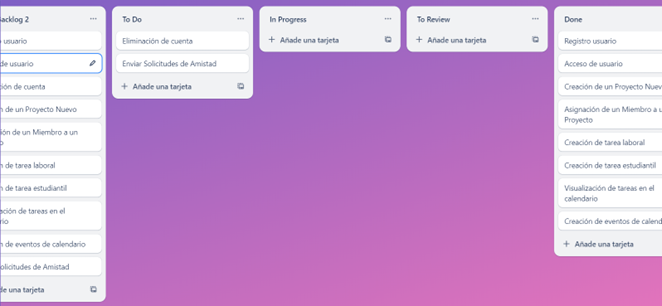 Backlog 2
usuario
de usuario
ción de cuenta
n de un Proyecto Nuevo
ión de un Miembro a un
n de tarea laboral
n de tarea estudiantil
ación de tareas en el
rio
n de eventos de calendario
olicitudes de Amistad
de una tarjeta
To Do
Eliminación de cuenta
Enviar Solicitudes de Amistad
Añade una tarjeta
In Progress
Añade una tarjeta
To Review
Añade una tarjeta
Done
Registro usuario
Acceso de usuario
Creación de un Proyecto Nuev
Asignación de un Miembro a u
Proyecto
Creación de tarea laboral
Creación de tarea estudiantil
Visualización de tareas en el
calendario
Creación de eventos de calend
Añade una tarjeta